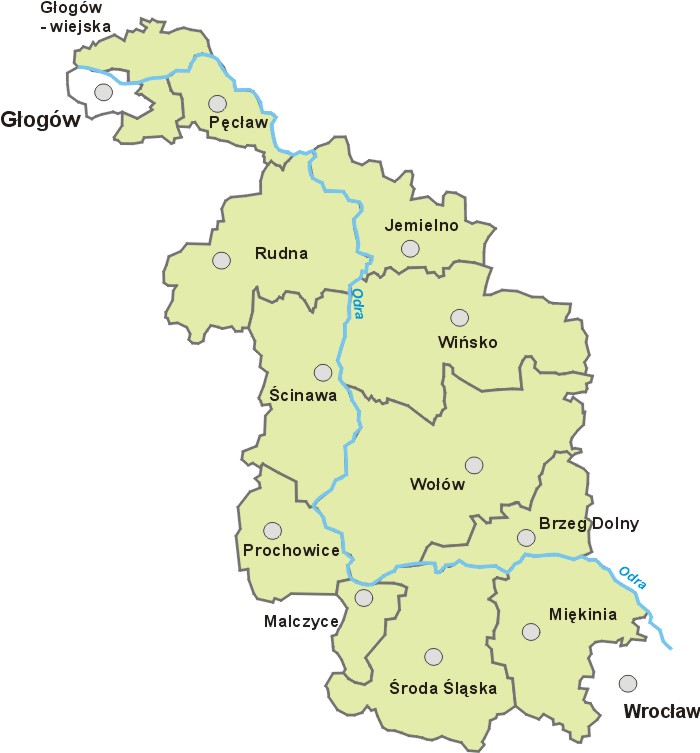 Głogów
- wiejska
Głogów
Pęcław
Jemielno
Rudna
Odra
Wińsko
Ścinawa
Wołów
Brzeg Dolny
Prochowice
Odra
Malczyce
Miękinia
Środa Śląska
Wrocław